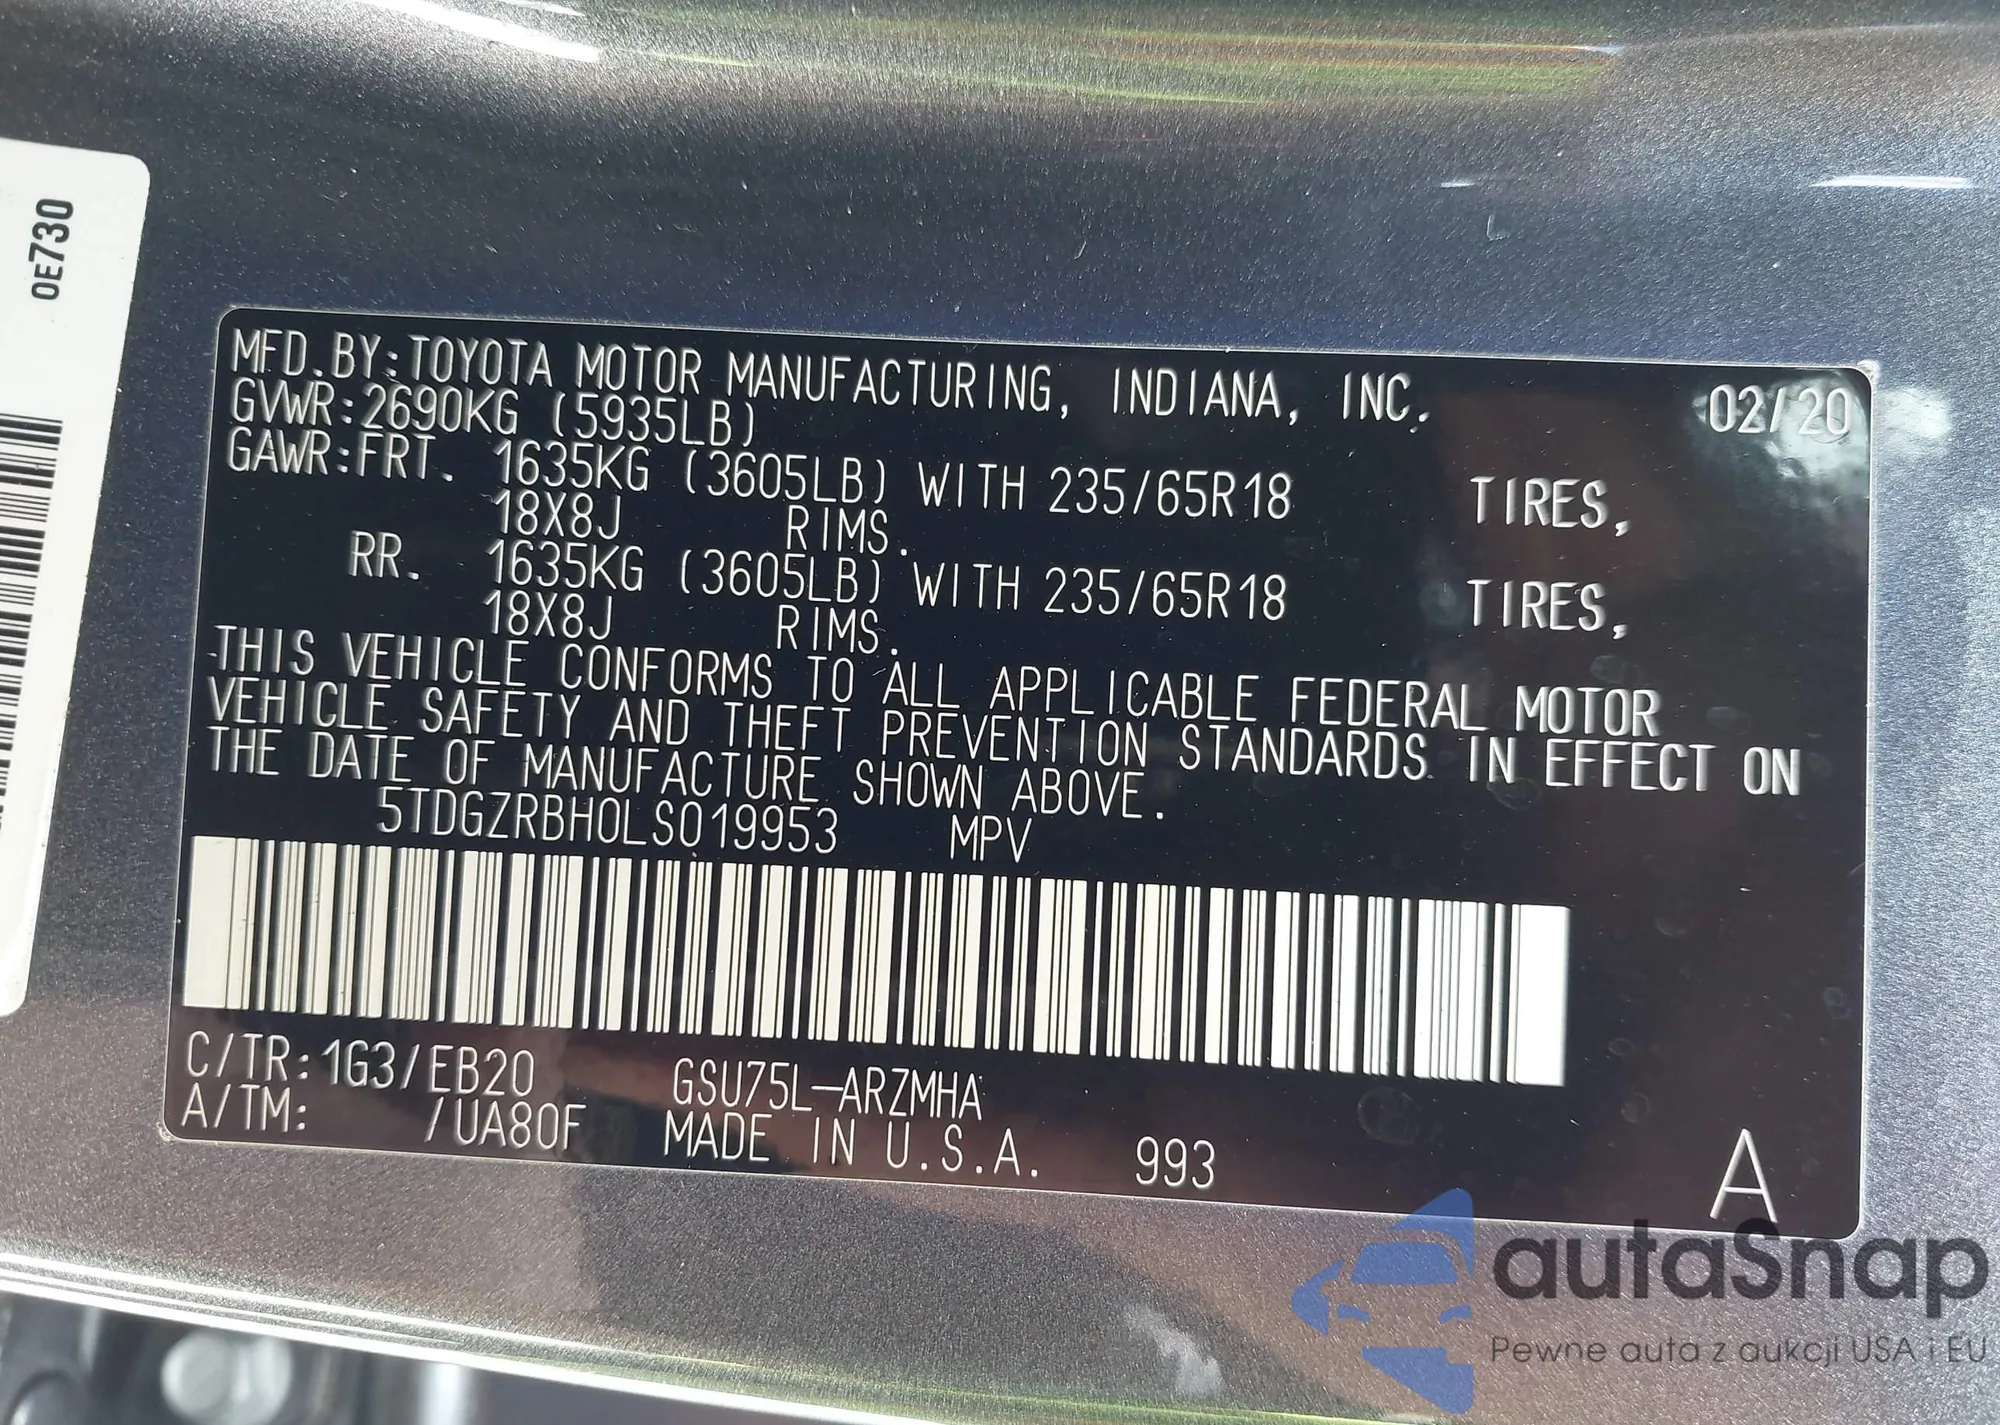 0E730
MFD.BY:TOYOTA MOTOR MANUFACTURING, INDIANA, INC. 02/20
GVWR:2690KG (5935LB)
GAWR:FRT. 1635KG (3605LB) WITH 235/65R18 TIRES,
18X8J RIMS.
RR. 1635KG (3605LB) WITH 235/65R18 TIRES,
18X8J RIMS.
THIS VEHICLE CONFORMS TO ALL APPLICABLE FEDERAL MOTOR
VEHICLE SAFETY AND THEFT PREVENTION STANDARDS IN EFFECT ON
THE DATE OF MANUFACTURE SHOWN ABOVE.
5TDGZRBH0LS019953 MPV
C/TR:1G3/EB20 GSU75L-ARZMHA
A/TM: /UA80F MADE IN U.S.A. 993 A
autaSnap
Pewne auta z aukcji USA i EU